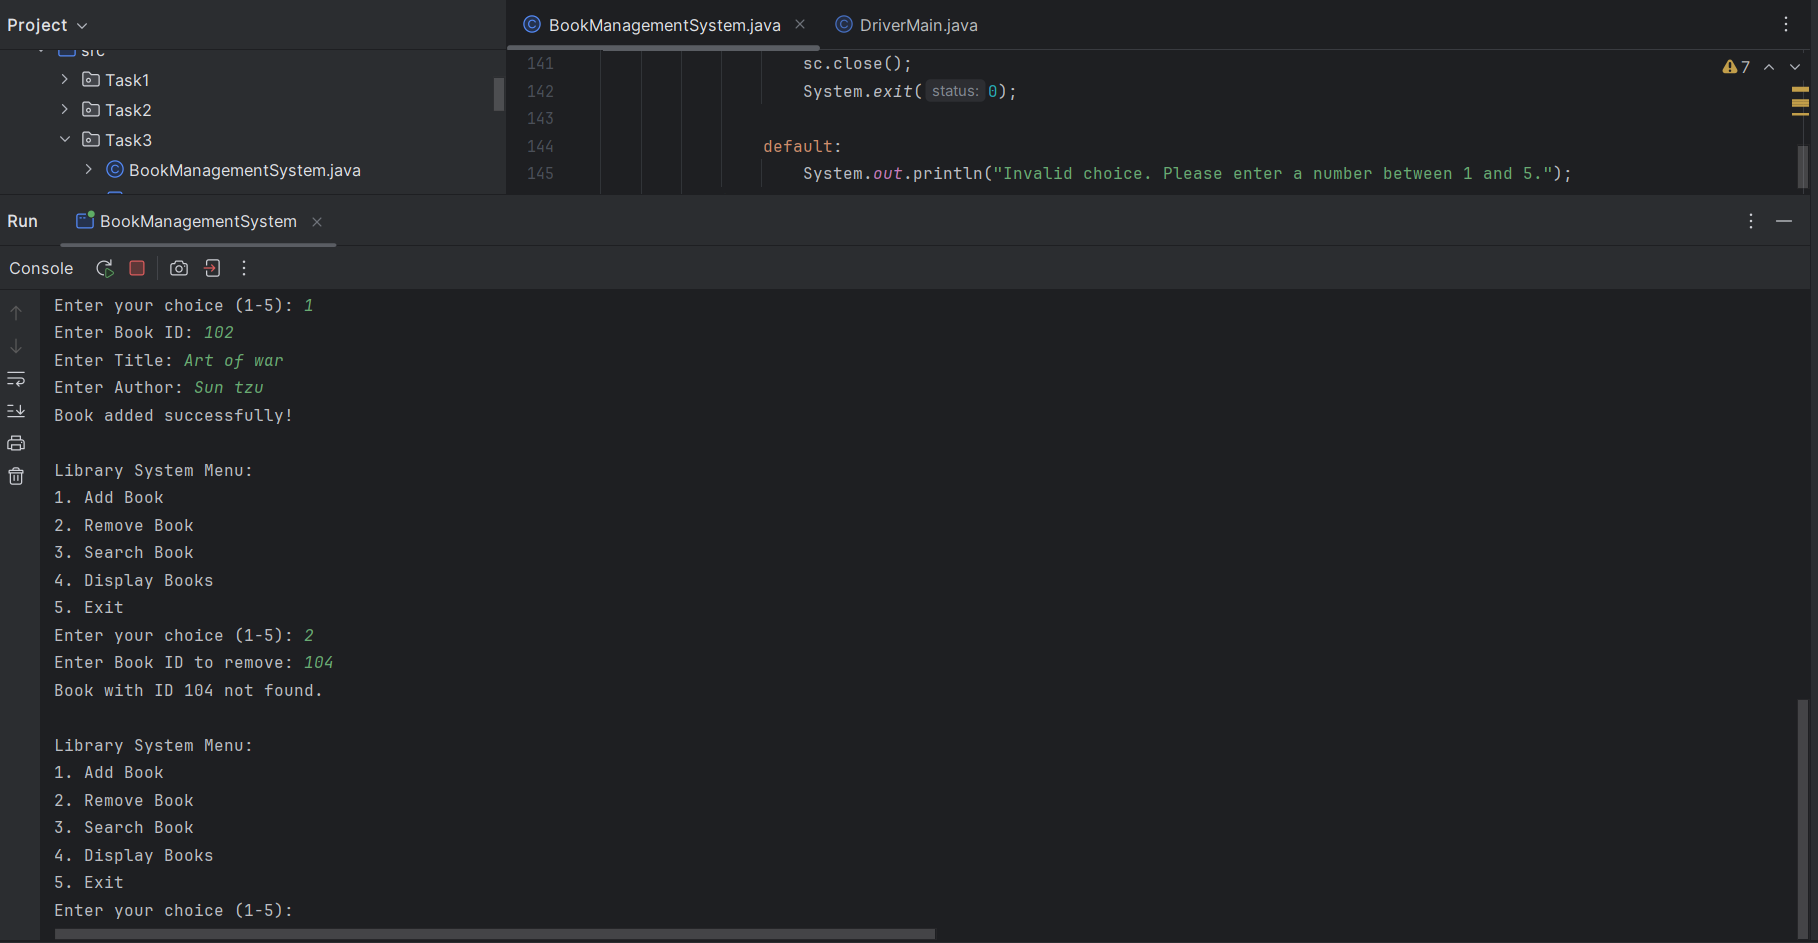 Project
BookManagementSystem.java
DriverMain.java
src
Task1
Task2
Task3
BookManagementSystem.java
141 sc.close();
142 System.exit( status: 0);
143
144 default:
145 System.out.println("Invalid choice. Please enter a number between 1 and 5.");
7
Run
BookManagementSystem
Console
Enter your choice (1-5): 1
Enter Book ID: 102
Enter Title: Art of war
Enter Author: Sun tzu
Book added successfully!
Library System Menu:
1. Add Book
2. Remove Book
3. Search Book
4. Display Books
5. Exit
Enter your choice (1-5): 2
Enter Book ID to remove: 104
Book with ID 104 not found.
Library System Menu:
1. Add Book
2. Remove Book
3. Search Book
4. Display Books
5. Exit
Enter your choice (1-5):